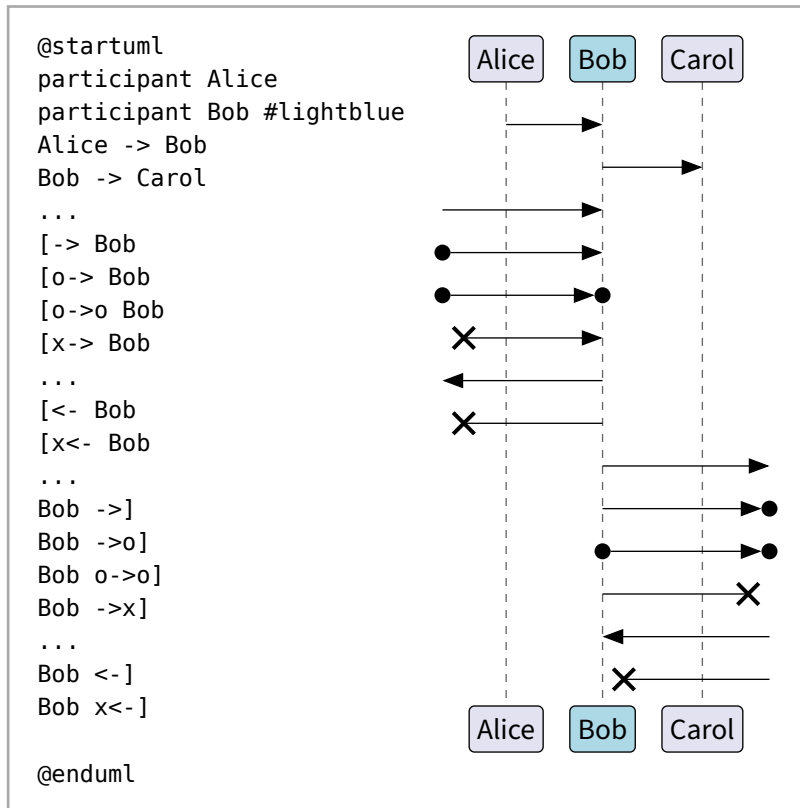 @startuml
participant Alice
participant Bob #lightblue
Alice -> Bob
Bob -> Carol
...
[-> Bob
[o-> Bob
[o->o Bob
[x-> Bob
...
[<- Bob
[x<- Bob
...
Bob ->]
Bob ->o]
Bob o->o]
Bob ->x]
...
Bob <-]
Bob x<-]
@enduml
Alice Bob Carol
Alice Bob Carol